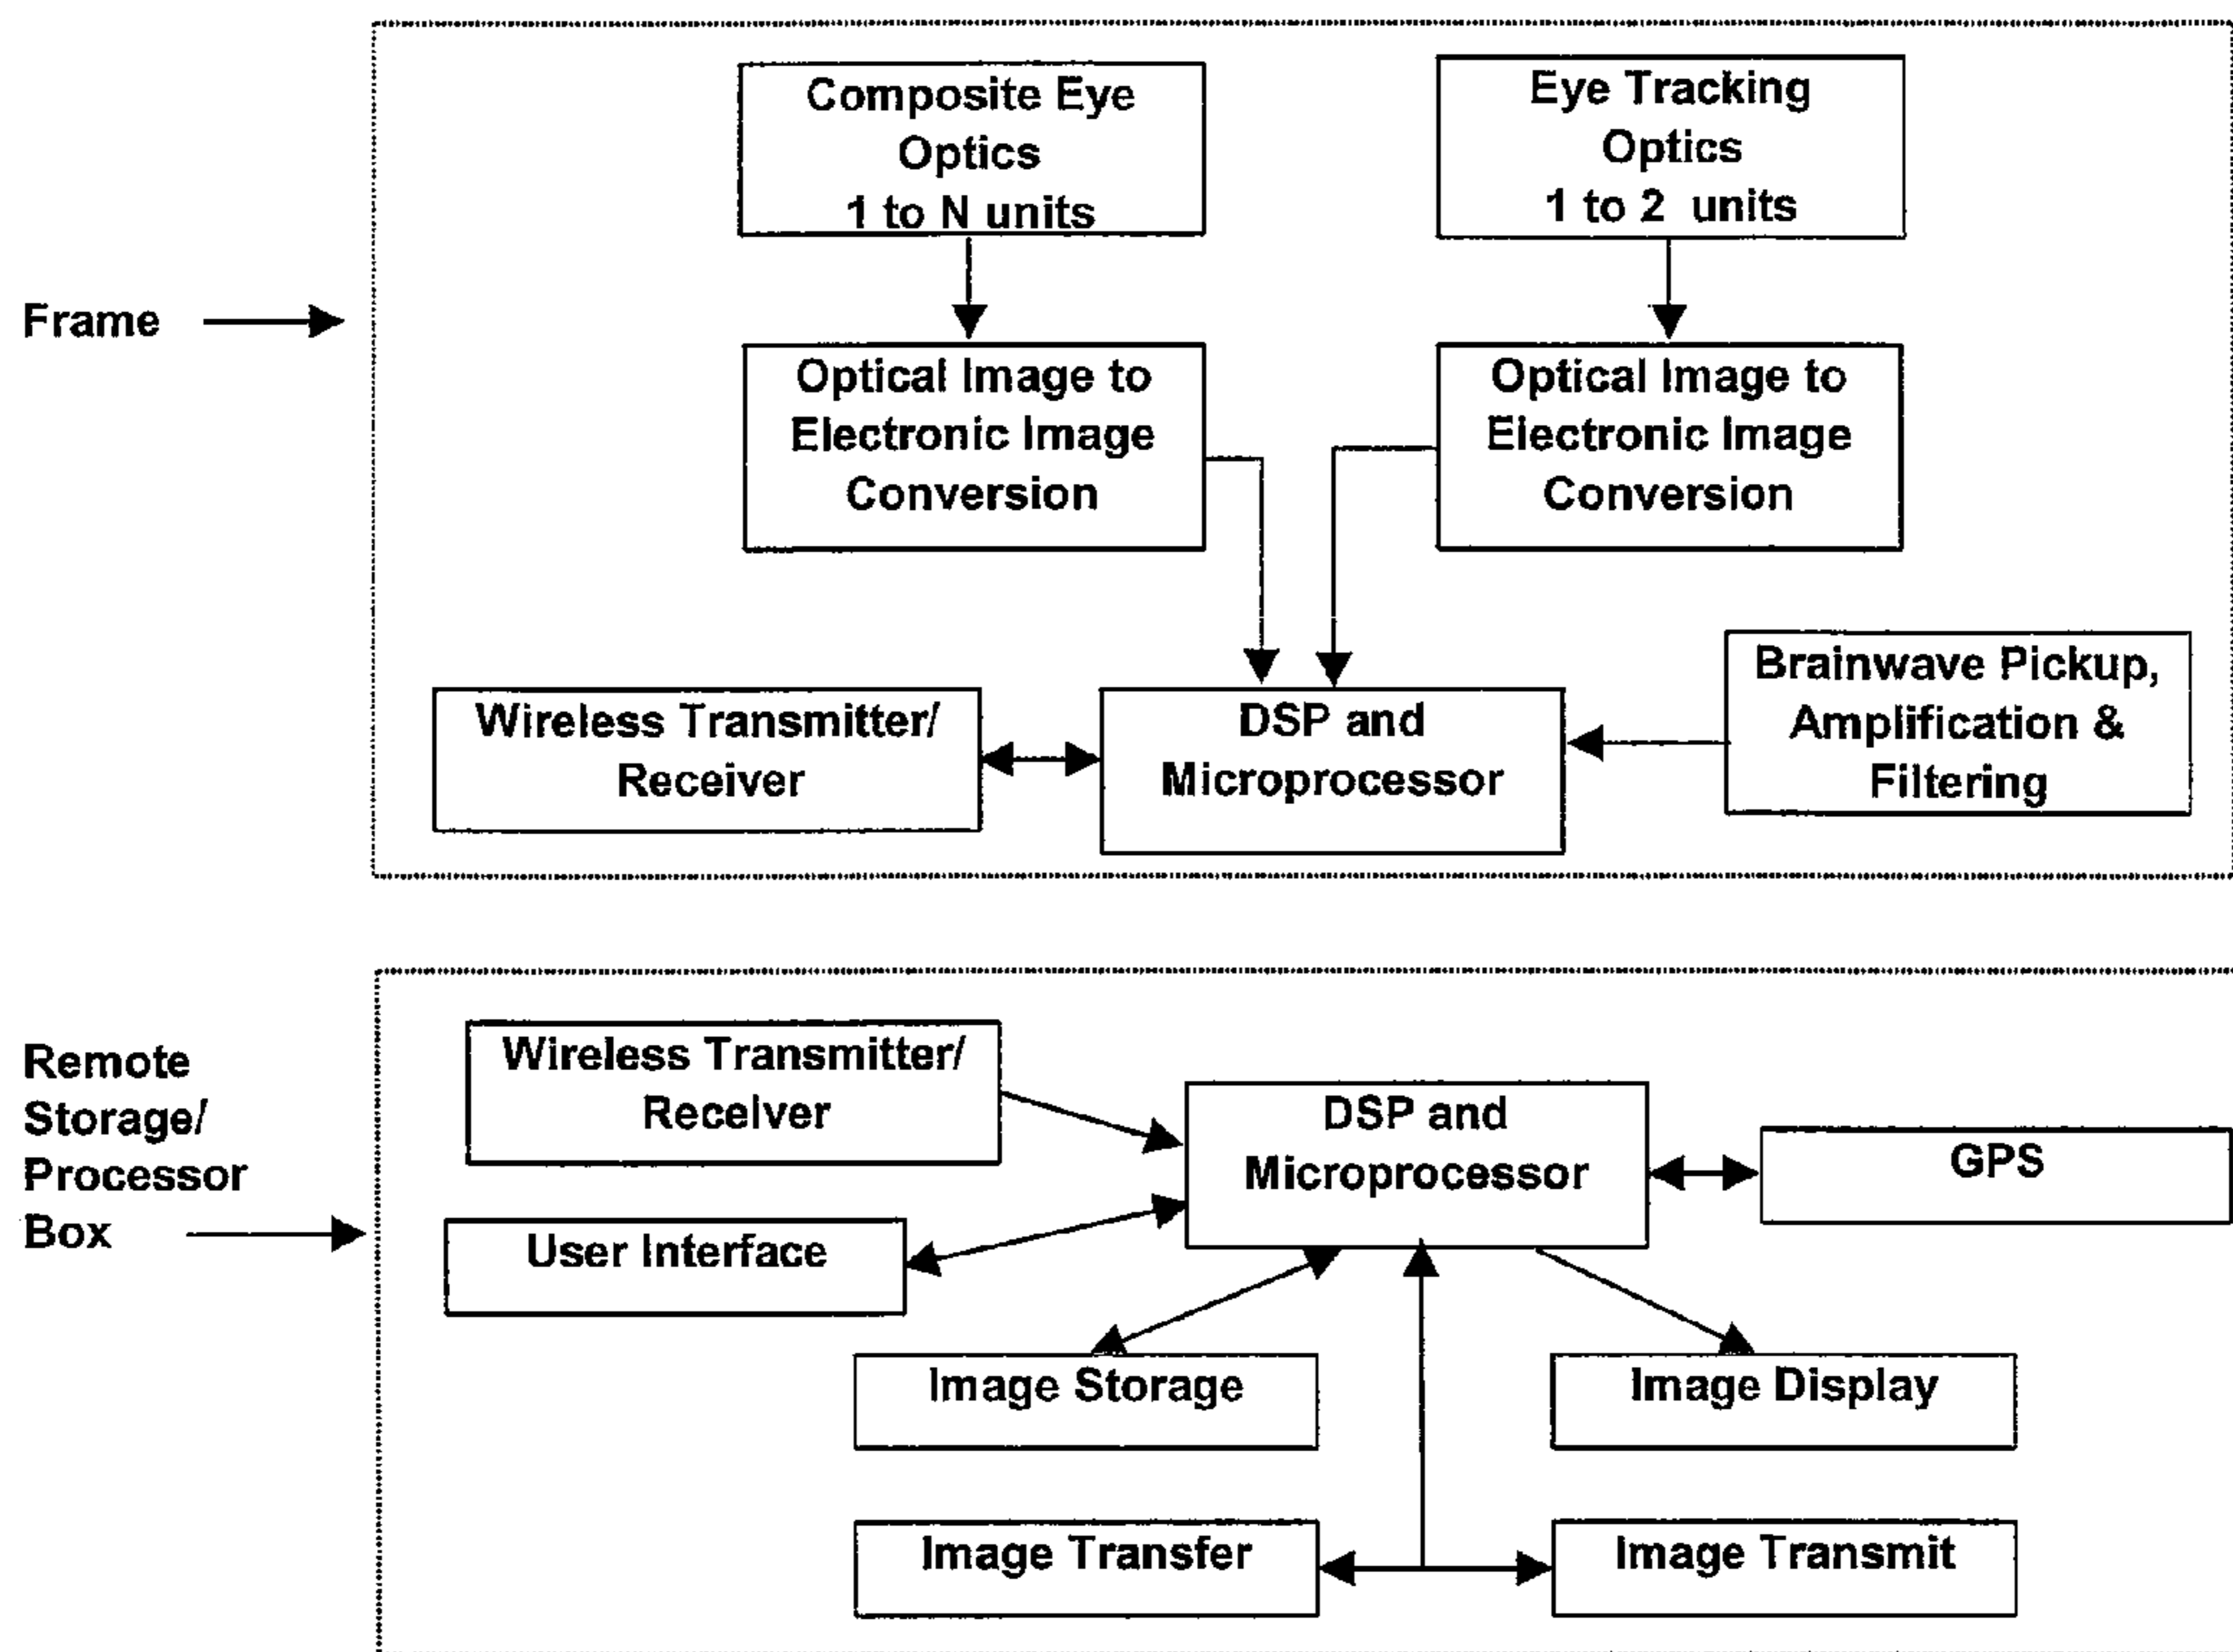 Composite Eye
Optics
1 to N units
Eye Tracking
Optics
1 to 2 units
Frame
Optical Image to
Electronic Image
Conversion
Optical Image to
Electronic Image
Conversion
Wireless Transmitter/
Receiver
DSP and
Microprocessor
Brainwave Pickup,
Amplification &
Filtering
Remote
Storage/
Processor
Box
Wireless Transmitter/
Receiver
DSP and
Microprocessor
GPS
User Interface
Image Storage
Image Display
Image Transfer
Image Transmit